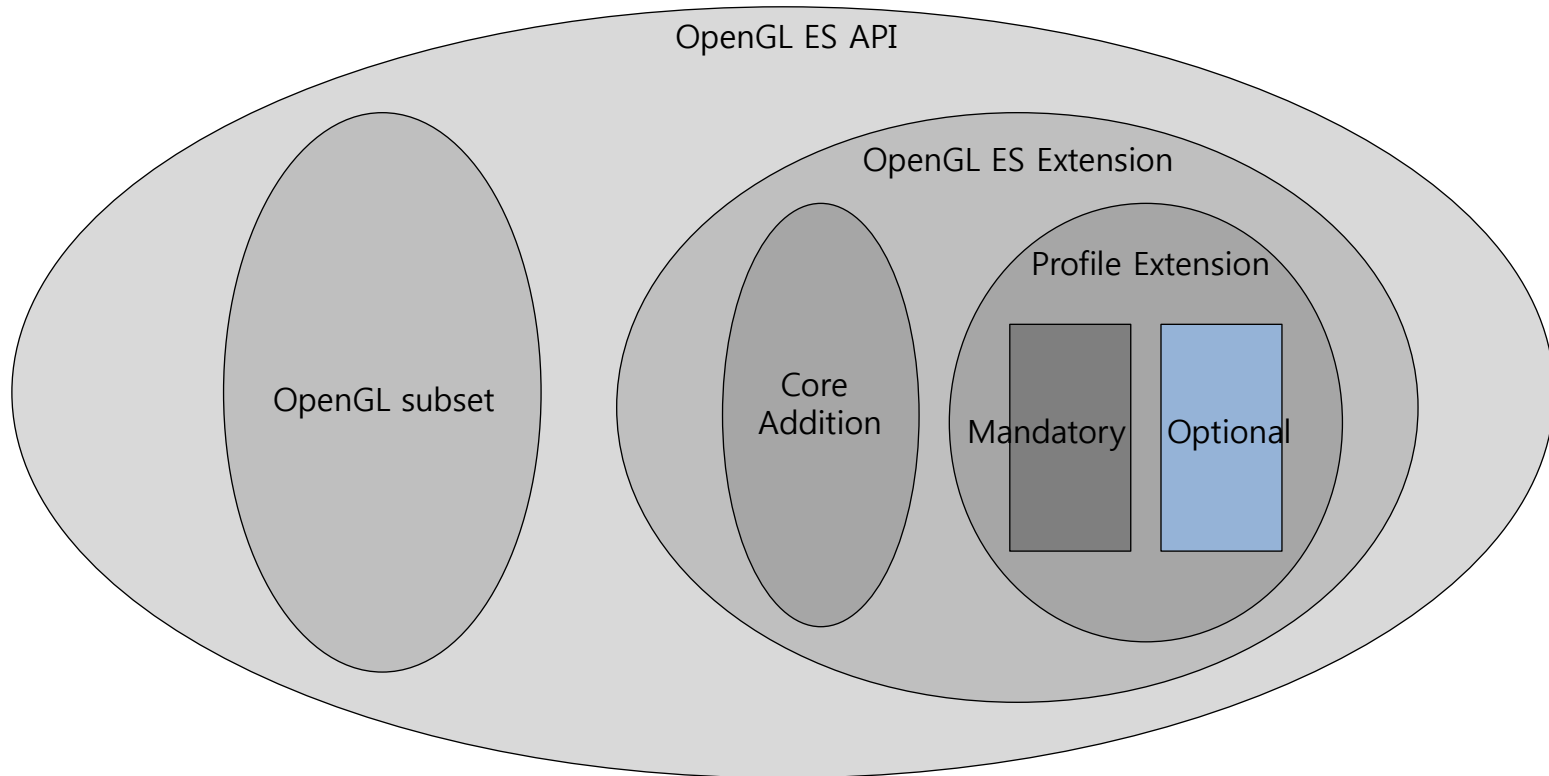 OpenGL ES API
OpenGL ES Extension
Profile Extension
OpenGL subset
Core
Addition
Mandatory
Optional